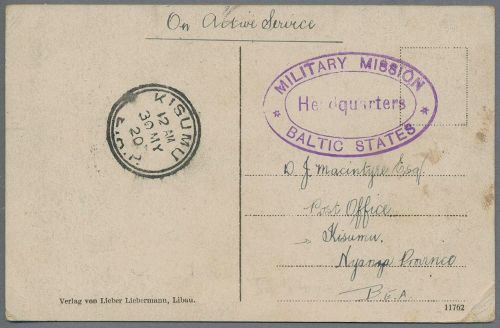 On Active Service
MILITARY MISSION
Headquarters
* BALTIC STATES *
KISUMU
12 AM
30 MY
20
D. J. Macintyre Esq
Post Office
Kisumu.
Nyanza Province
B.E.A
Verlag von Lieber Liebermann, Libau.
11762